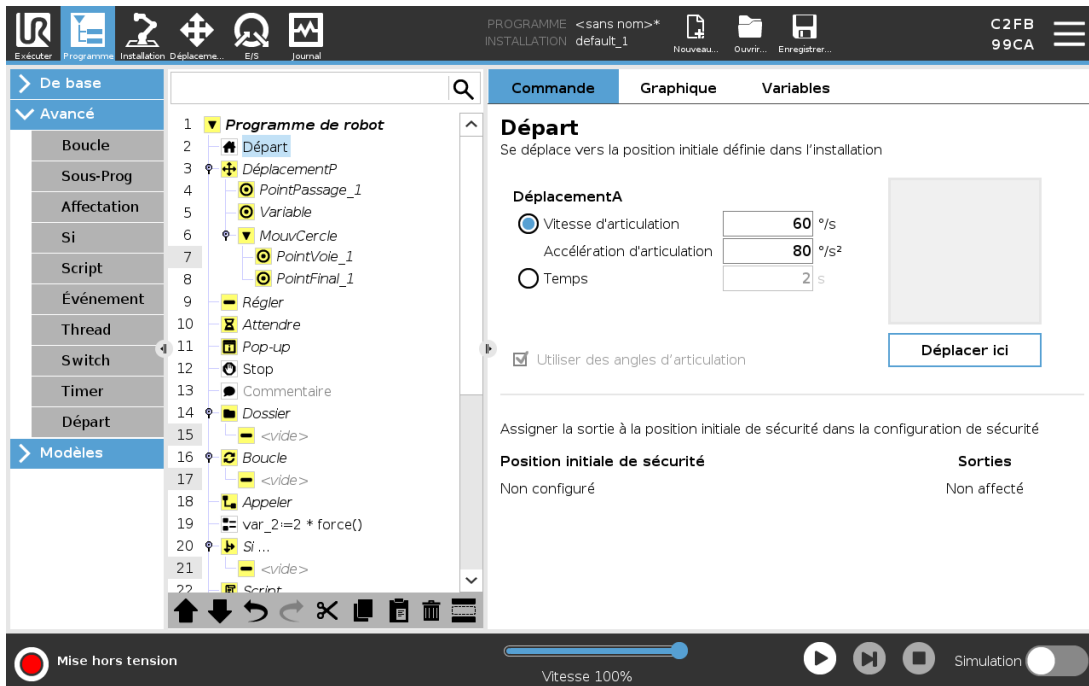 PROGRAMME <sans nom>*
INSTALLATION default_1
C2FB
99CA
Exécuter
Programme
Installation
Déplaceme...
E/S
Journal
Nouveau...
Ouvrir...
Enregistrer...
De base
Avancé
Boucle
Sous-Prog
Affectation
Si
Script
Événement
Thread
Switch
Timer
Départ
Modèles
1 Programme de robot
2 Départ
3 DéplacementP
4 PointPassage_1
5 Variable
6 MouvCercle
7 PointVoie_1
8 PointFinal_1
9 Régler
10 Attendre
11 Pop-up
12 Stop
13 Commentaire
14 Dossier
15 <vide>
16 Boucle
17 <vide>
18 Appeler
19 var_2:=2 * force()
20 Si ...
21 <vide>
22 Script
Commande
Graphique
Variables
Départ
Se déplace vers la position initiale définie dans l'installation
DéplacementA
Vitesse d'articulation 60 °/s
Accélération d'articulation 80 °/s²
Temps 2 s
Utiliser des angles d'articulation
Déplacer ici
Assigner la sortie à la position initiale de sécurité dans la configuration de sécurité
Position initiale de sécurité Sorties
Non configuré Non affecté
Mise hors tension
Vitesse 100%
Simulation